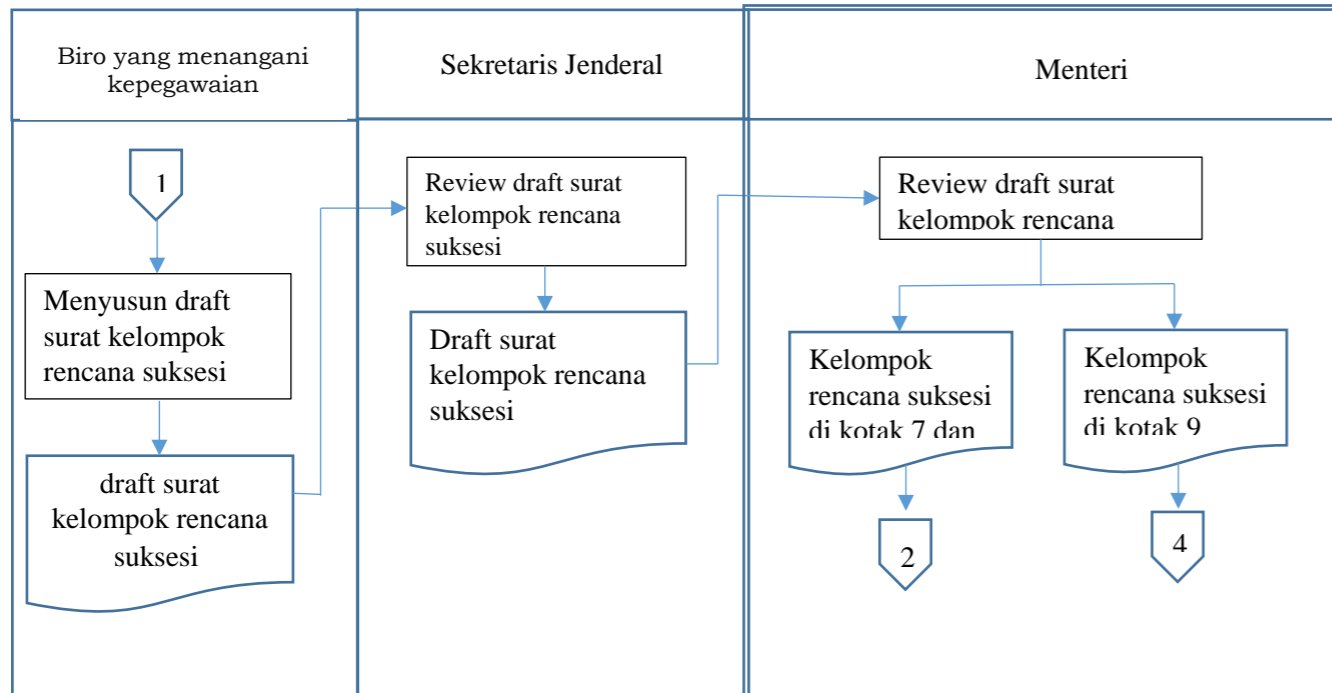 Biro yang menangani
kepegawaian
Sekretaris Jenderal
Menteri
1
Menyusun draft
surat kelompok
rencana suksesi
draft surat
kelompok rencana
suksesi
Review draft surat
kelompok rencana
suksesi
Draft surat
kelompok rencana
suksesi
Review draft surat
kelompok rencana
Kelompok
rencana suksesi
di kotak 7 dan
2
Kelompok
rencana suksesi
di kotak 9
4